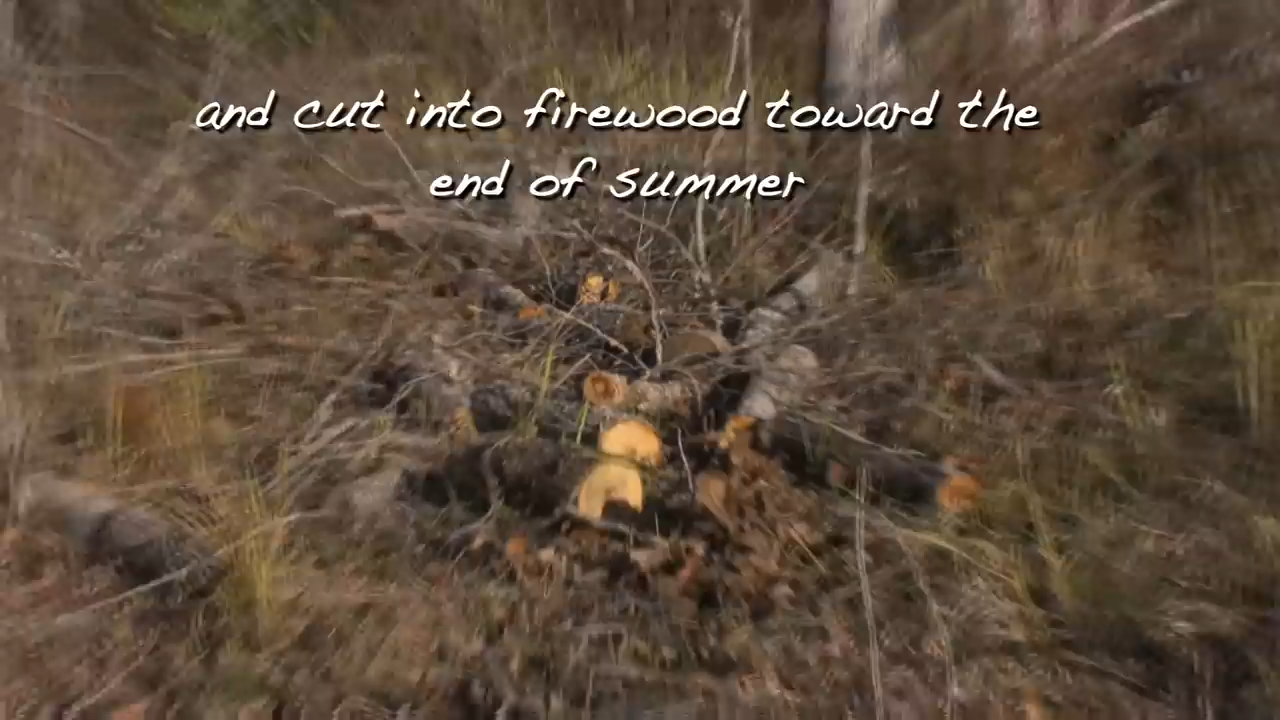 and cut into firewood toward the
end of summer